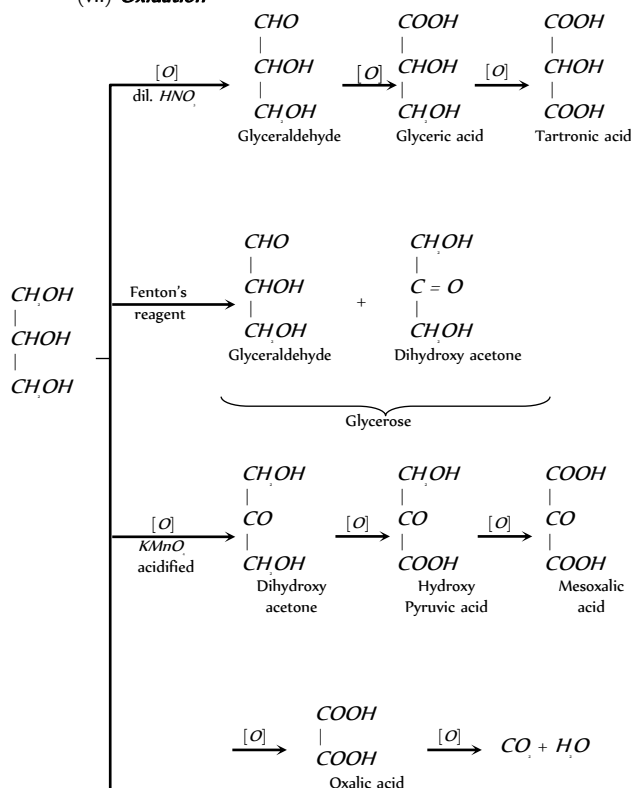 (vii) Oxidation
CHO COOH COOH
| | |
[O] CHOH [O] CHOH [O] CHOH
dil. HNO₃ | | |
CH₂OH CH₂OH COOH
Glyceraldehyde Glyceric acid Tartronic acid
CHO CH₂OH
| |
CH₂OH Fenton's CHOH + C = O
| reagent | |
CHOH CH₂OH CH₂OH
| Glyceraldehyde Dihydroxy acetone
CH₂OH
Glycerose
CH₂OH CH₂OH COOH
| | |
[O] CO [O] CO [O] CO
KMnO₄ | | |
acidified CH₂OH COOH COOH
Dihydroxy Hydroxy Mesoxalic
acetone Pyruvic acid acid
[O] COOH [O] CO₂ + H₂O
|
COOH
Oxalic acid